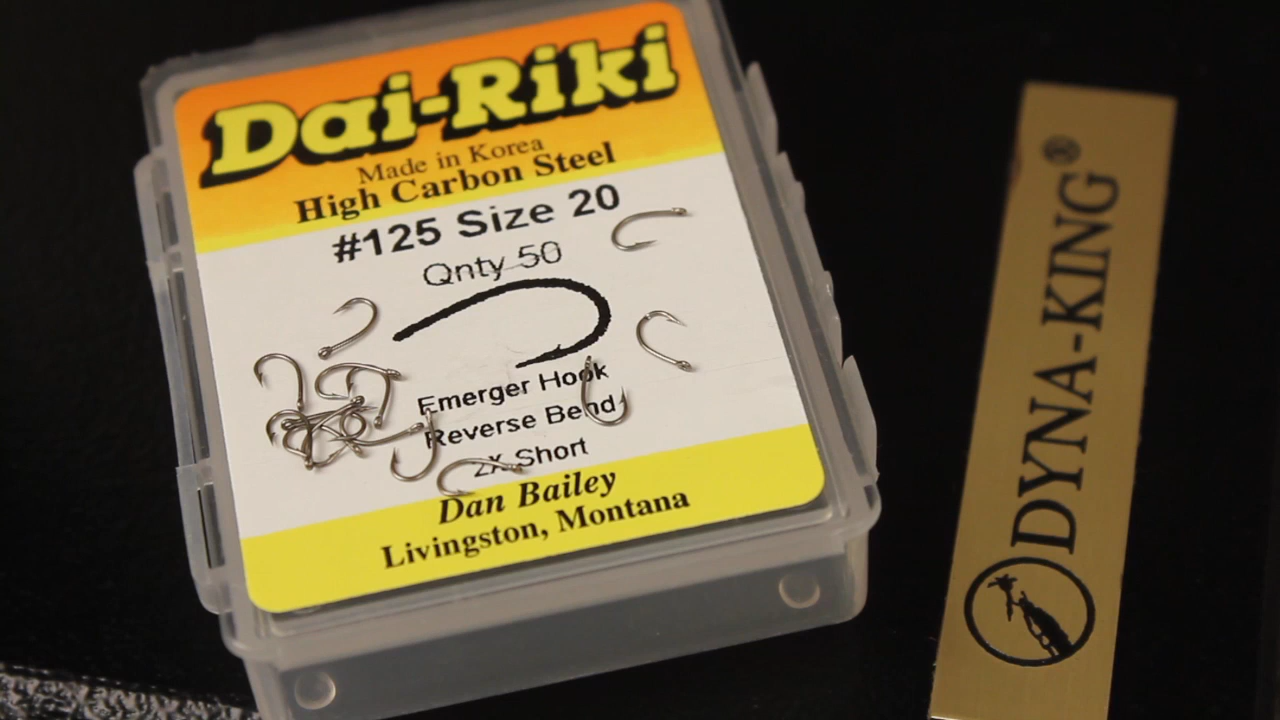 Dai-Riki
Made in Korea
High Carbon Steel
#125 Size 20
Qnty 50
Emerger Hook
Reverse Bend
2X Short
Dan Bailey
Livingston, Montana
DYNA-KING®